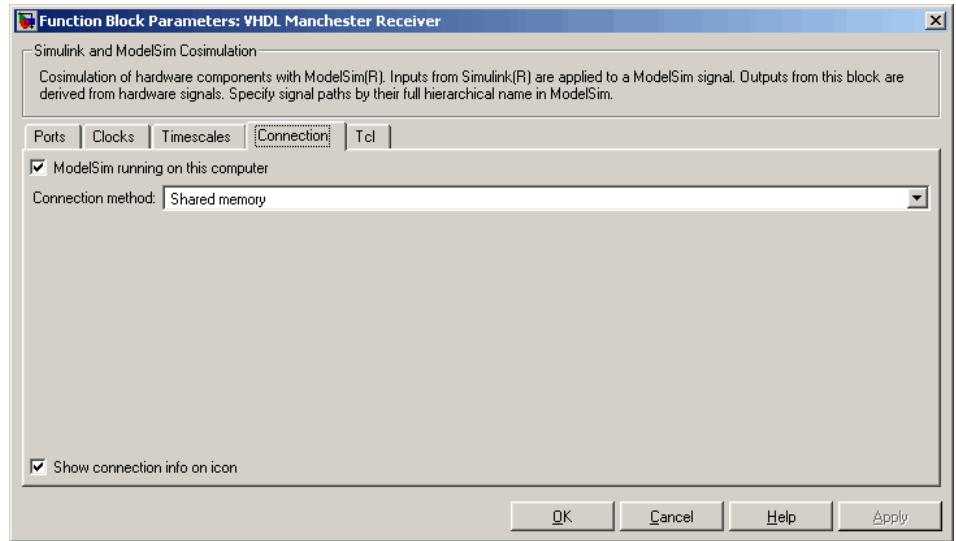 Function Block Parameters: VHDL Manchester Receiver
Simulink and ModelSim Cosimulation
Cosimulation of hardware components with ModelSim(R). Inputs from Simulink(R) are applied to a ModelSim signal. Outputs from this block are
derived from hardware signals. Specify signal paths by their full hierarchical name in ModelSim.
Ports Clocks Timescales Connection Tcl
ModelSim running on this computer
Connection method: Shared memory
Show connection info on icon
OK Cancel Help Apply